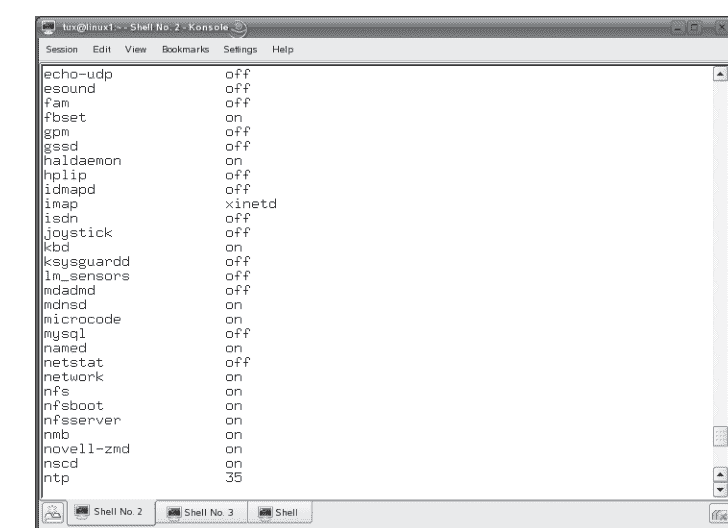 tux@linux1:~ - Shell No. 2 - Konsole
Session Edit View Bookmarks Settings Help
echo-udp off
esound off
fam off
fbset on
gpm off
gssd off
haldaemon on
hplip off
idmapd off
imap xinetd
isdn off
joystick off
kbd on
ksysguardd off
lm_sensors off
mdadmd off
mdnsd on
microcode on
mysql off
named on
netstat off
network on
nfs on
nfsboot on
nfsserver on
nmb on
novell-zmd on
nscd on
ntp 35
Shell No. 2 Shell No. 3 Shell